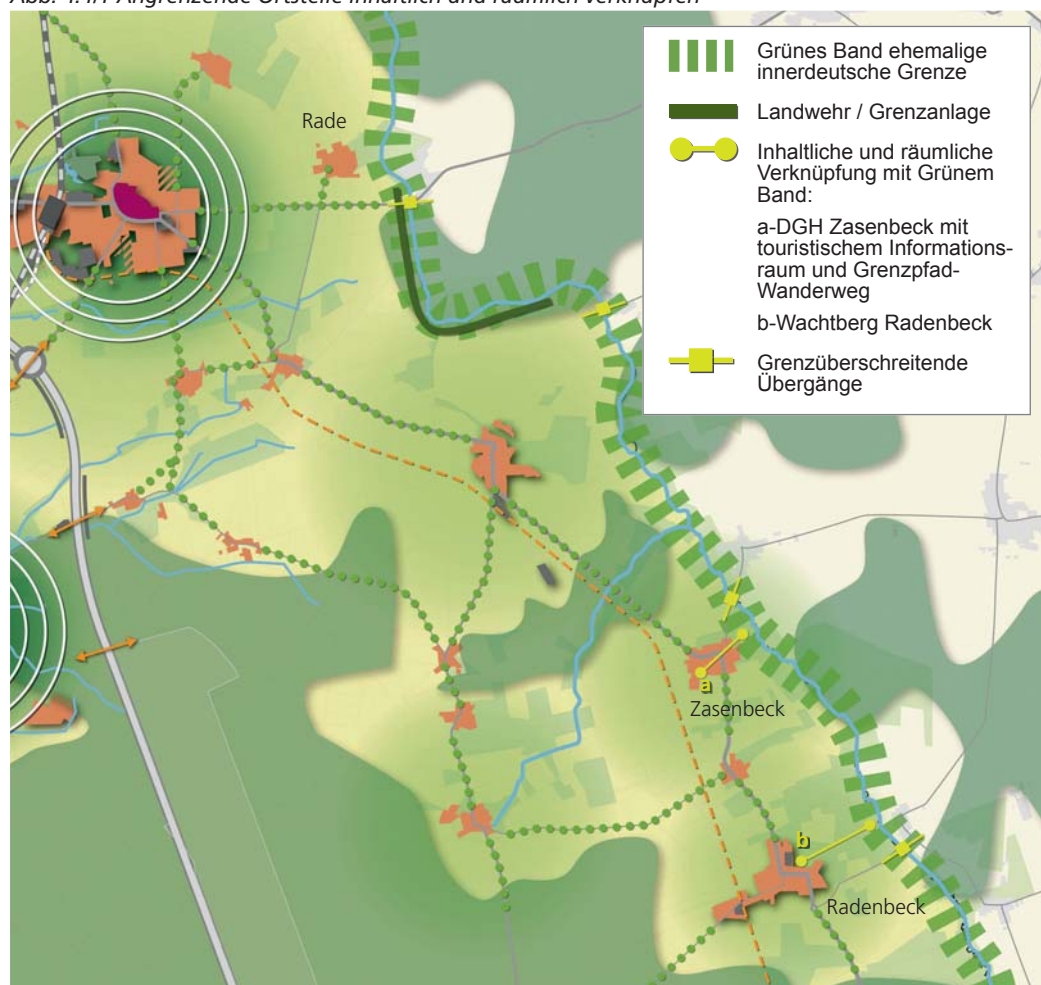 Abb. 4.4/1 Angrenzende Ortsteile inhaltlich und räumlich verknüpfen
Grünes Band ehemalige
innerdeutsche Grenze
Landwehr / Grenzanlage
Inhaltliche und räumliche
Verknüpfung mit Grünem
Band:
a-DGH Zasenbeck mit
touristischem Informations-
raum und Grenzpfad-
Wanderweg
b-Wachtberg Radenbeck
Grenzüberschreitende
Übergänge
Rade
a
Zasenbeck
b
Radenbeck